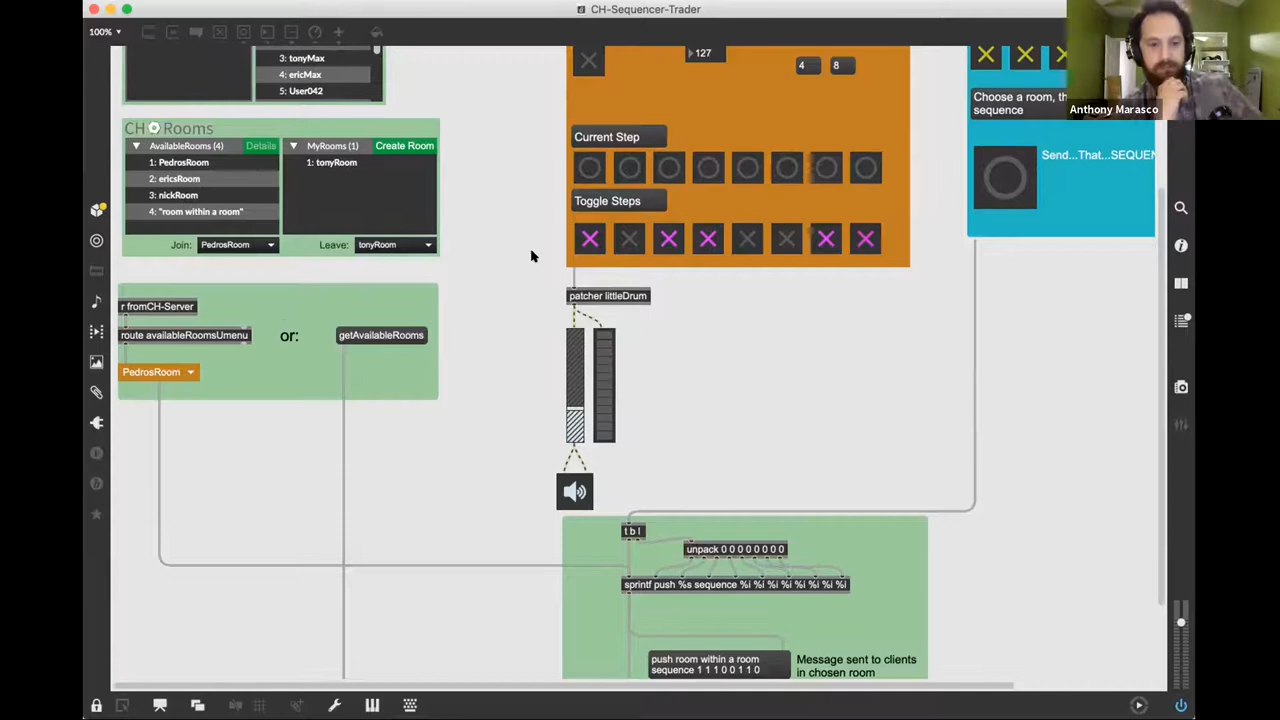 CH-Sequencer-Trader
100%
3: tonyMax
4: ericMax
5: User042
127
4 8
Choose a room, th
sequence
Anthony Marasco
CH Rooms
AvailableRooms (4) Details
MyRooms (1) Create Room
1: PedrosRoom
2: ericsRoom
3: nickRoom
4: "room within a room"
1: tonyRoom
Join: PedrosRoom
Leave: tonyRoom
Current Step
Toggle Steps
Send...That...SEQUEN
r fromCH-Server
route availableRoomsUmenu
or:
getAvailableRooms
PedrosRoom
patcher littleDrum
t b l
unpack 0 0 0 0 0 0 0 0
sprintf push %s sequence %i %i %i %i %i %i %i %i
push room within a room
sequence 1 1 1 0 0 1 1 0
Message sent to clients
in chosen room